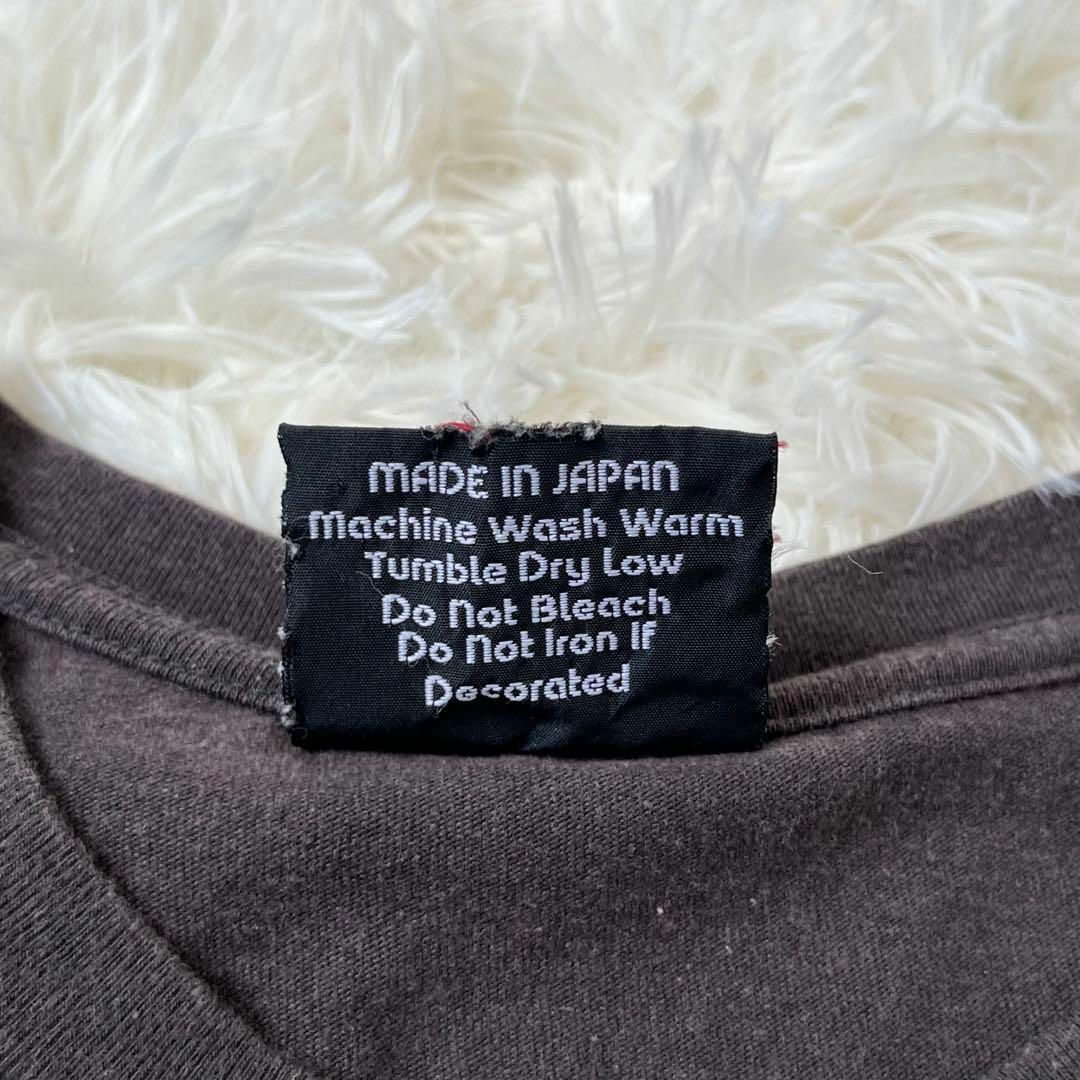 MADE IN JAPAN
Machine Wash Warm
Tumble Dry Low
Do Not Bleach
Do Not Iron If
Decorated